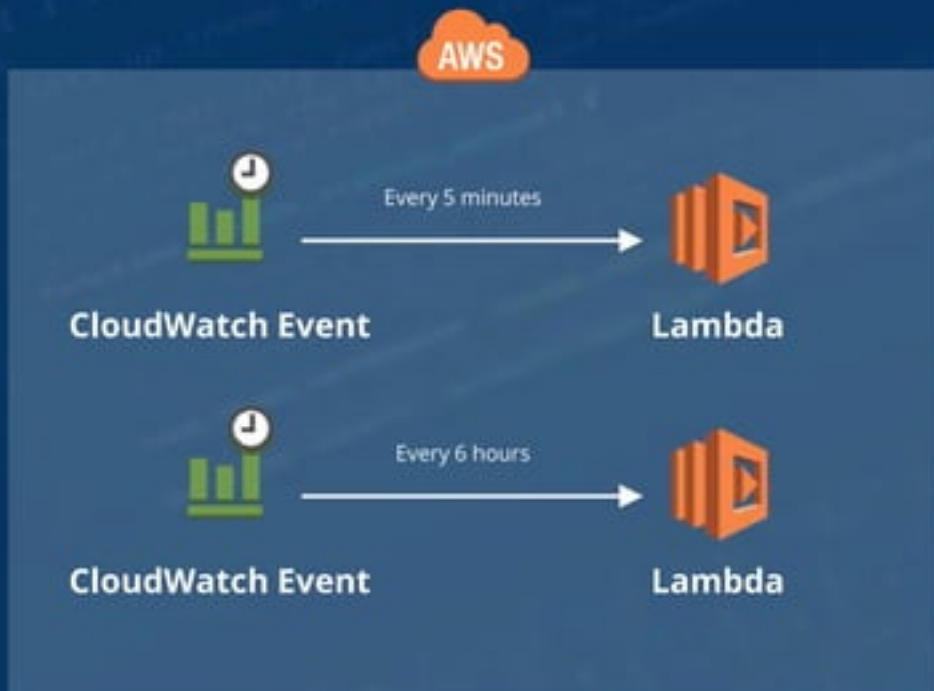 AWS
Every 5 minutes
CloudWatch Event
Lambda
Every 6 hours
CloudWatch Event
Lambda